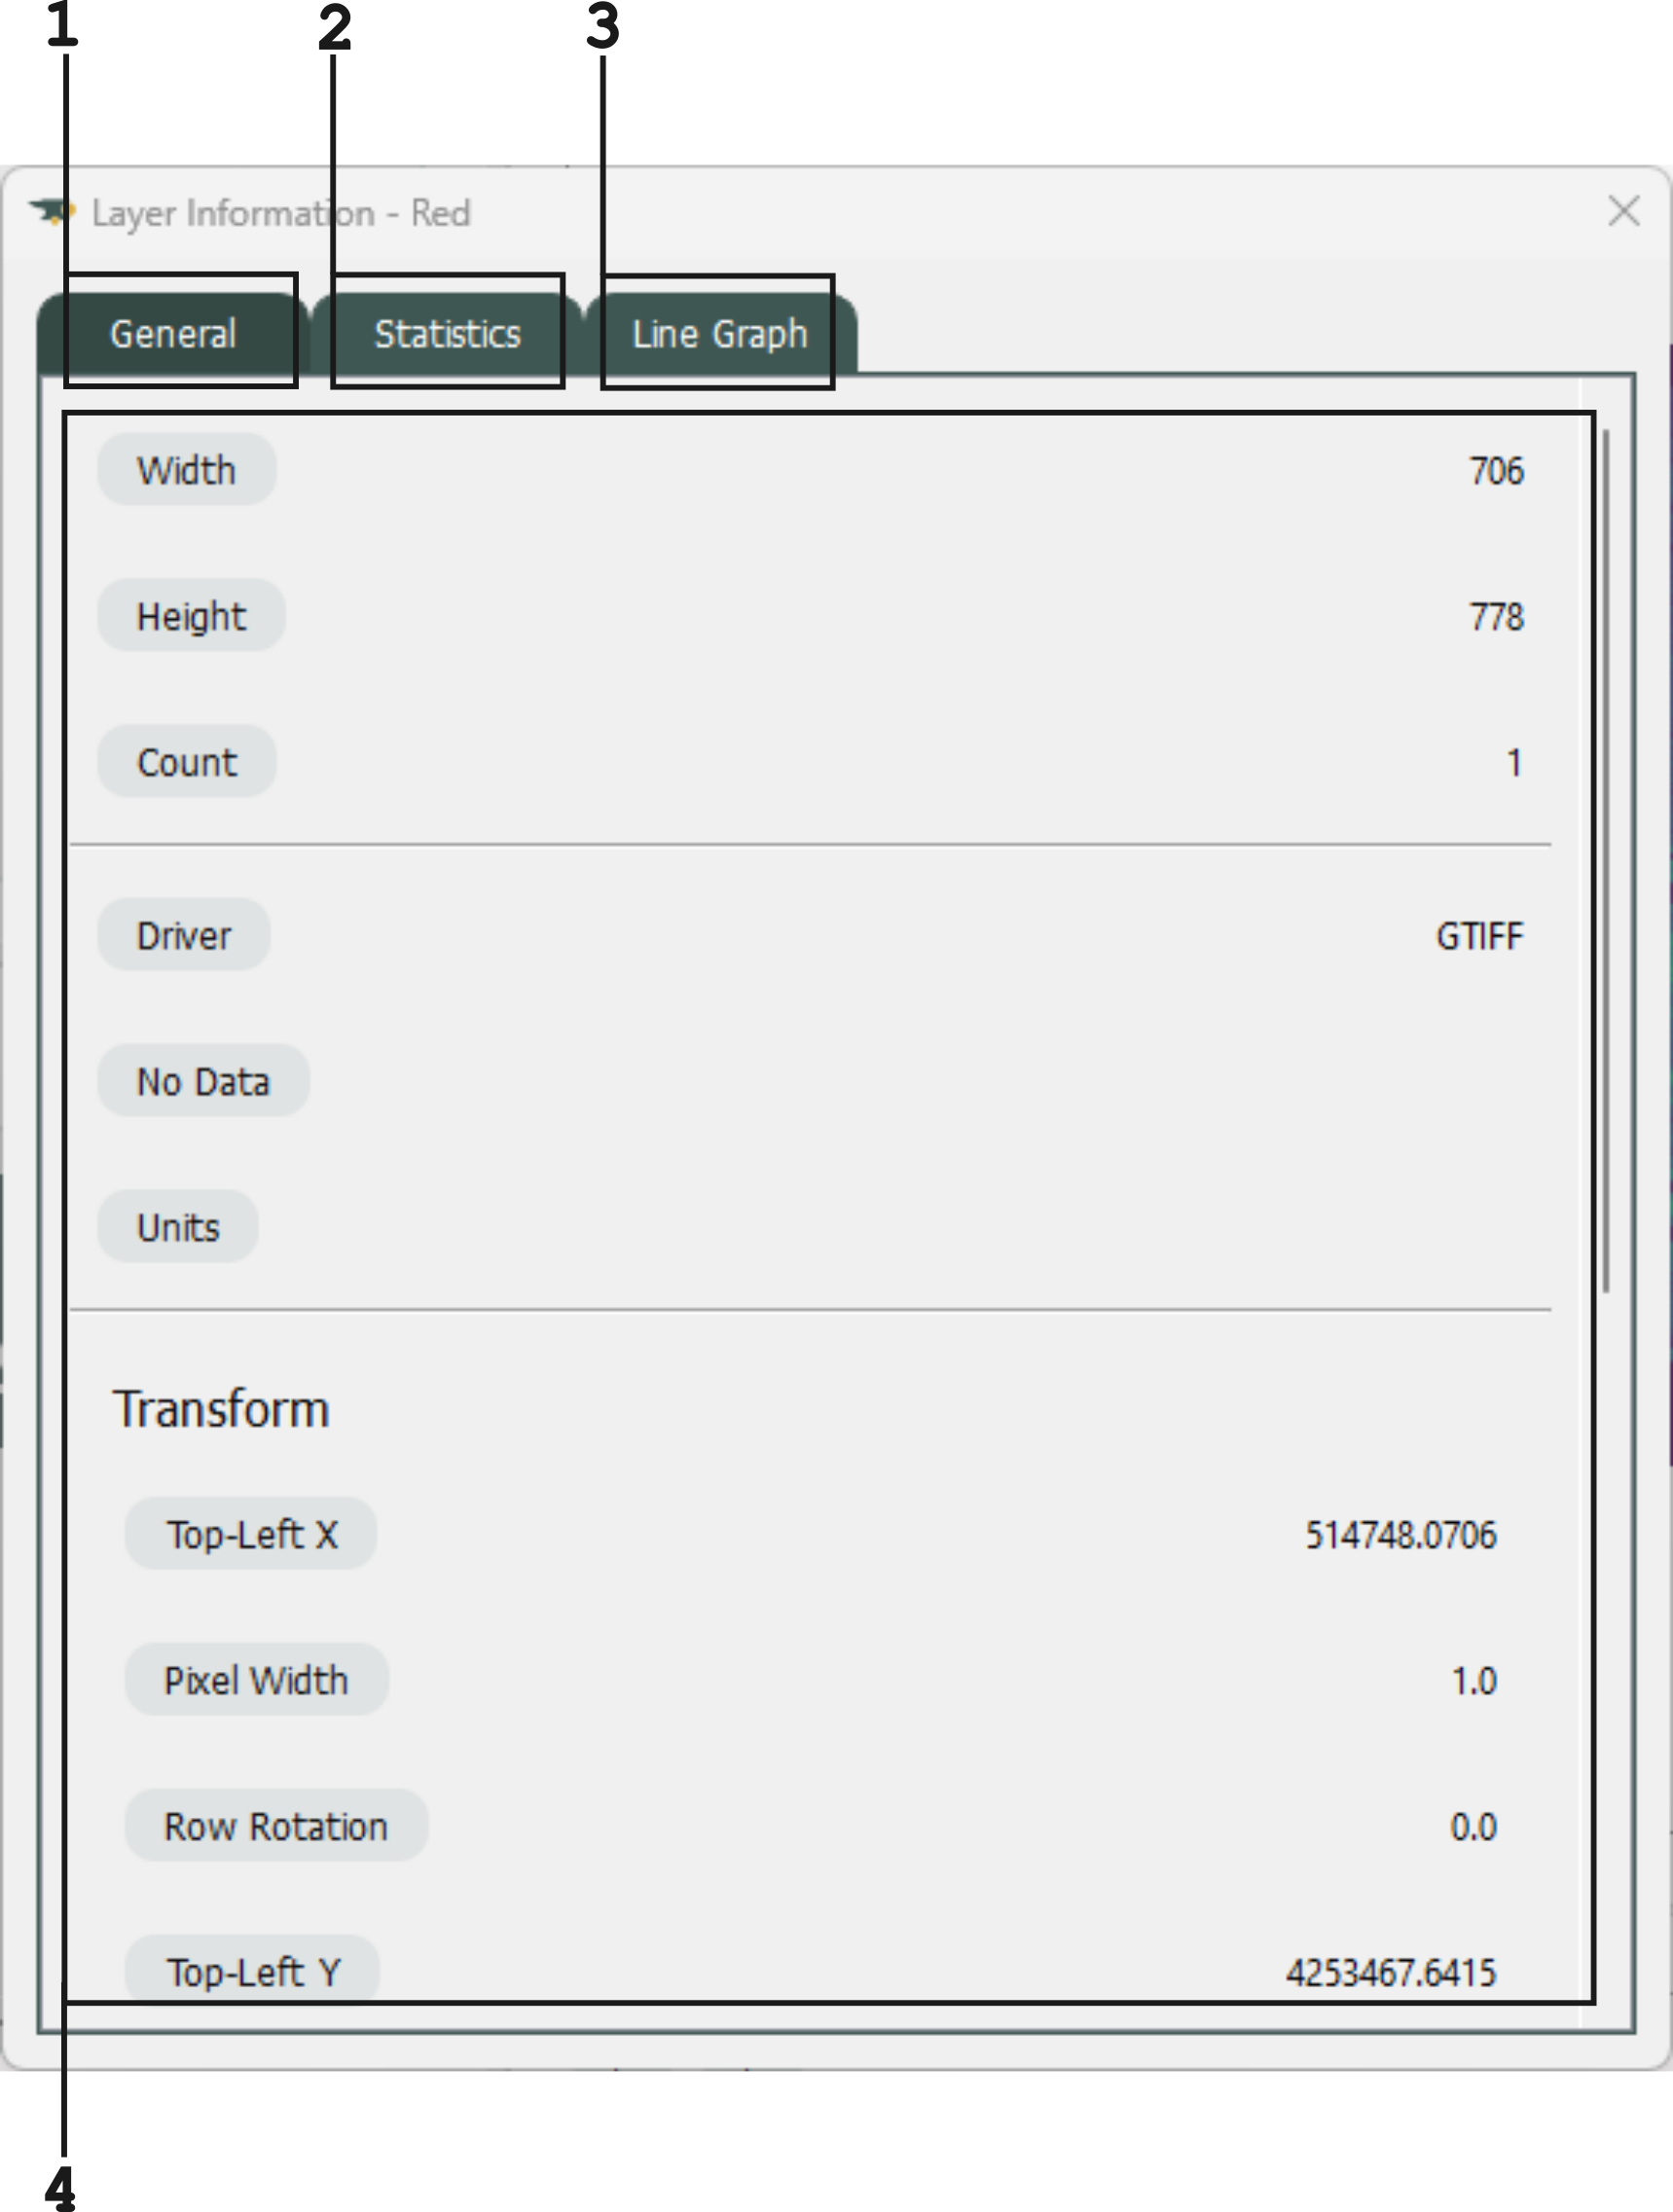 1 2 3
Layer Information - Red
General Statistics Line Graph
Width 706
Height 778
Count 1
Driver GTIFF
No Data
Units
Transform
Top-Left X 514748.0706
Pixel Width 1.0
Row Rotation 0.0
Top-Left Y 4253467.6415
4